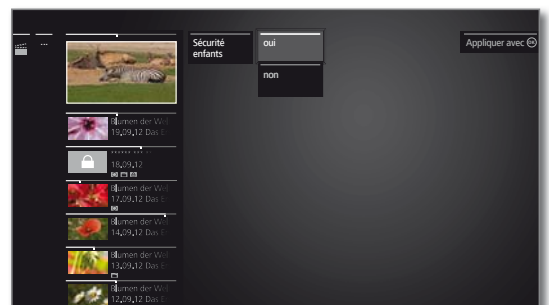 ...
Sécurité
enfants
oui
non
Appliquer avec OK
Blumen der Wel
19.09.12 Das E
****** *** **
18.09.12
Blumen der Wel
17.09.12 Das E
Blumen der Wel
14.09.12 Das E
Blumen der Wel
13.09.12 Das E
Blumen der Wel
12.09.12 Das E